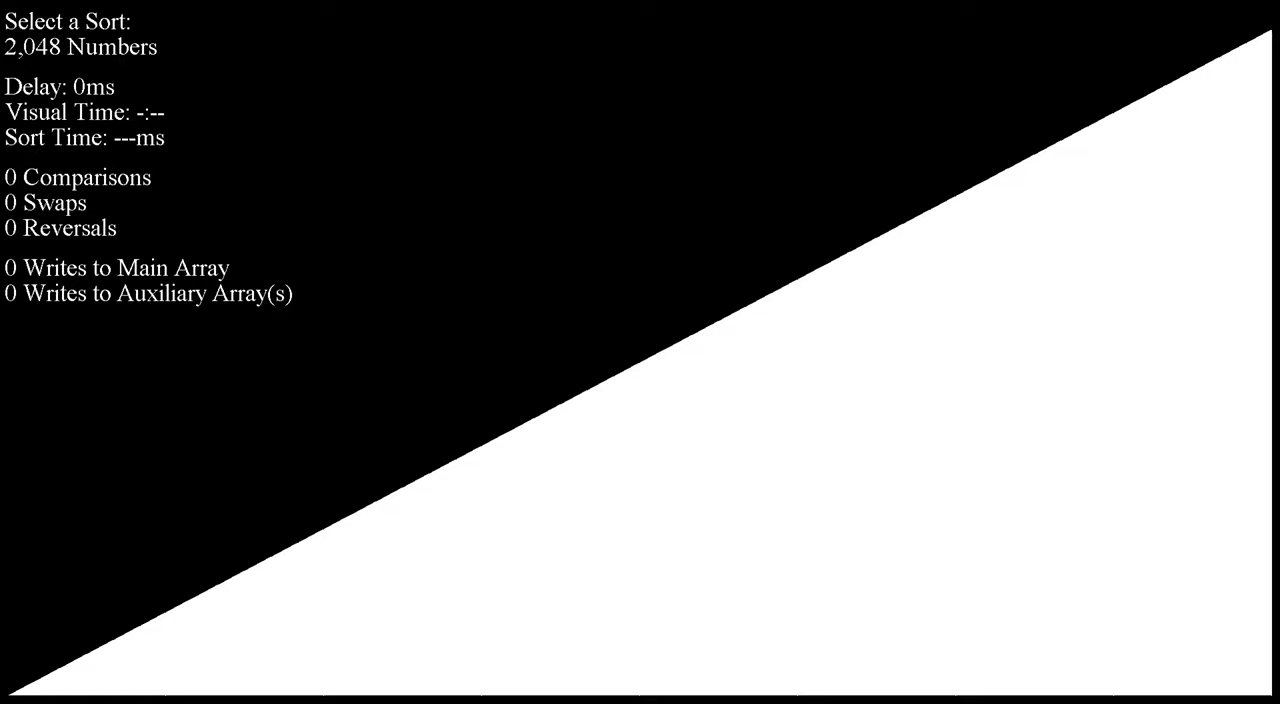 Select a Sort:
2,048 Numbers
Delay: 0ms
Visual Time: -:--
Sort Time: ---ms
0 Comparisons
0 Swaps
0 Reversals
0 Writes to Main Array
0 Writes to Auxiliary Array(s)